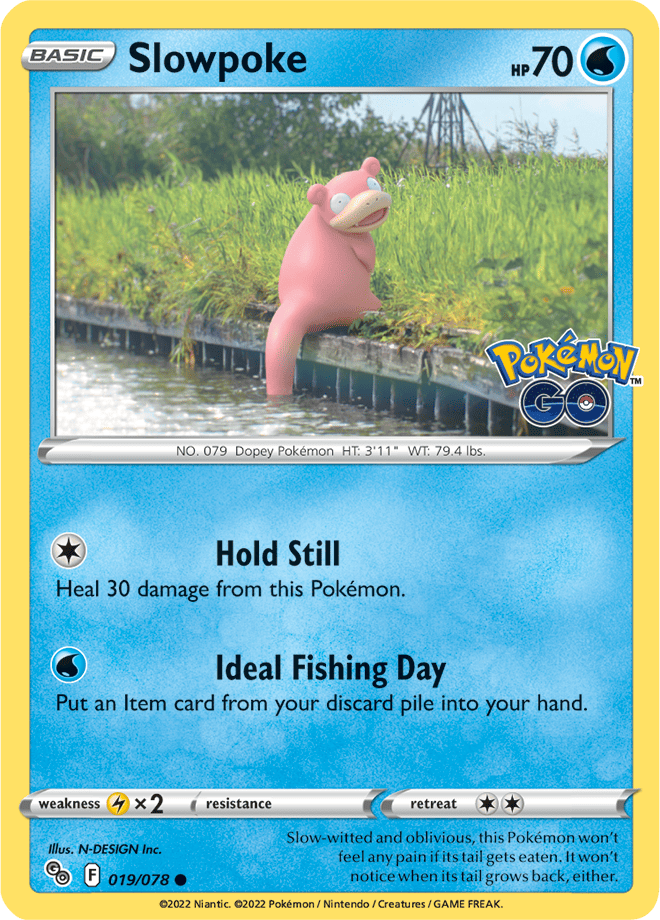 BASIC Slowpoke HP 70
Pokémon GO ™
NO. 079 Dopey Pokémon HT: 3'11" WT: 79.4 lbs.
Hold Still
Heal 30 damage from this Pokémon.
Ideal Fishing Day
Put an Item card from your discard pile into your hand.
weakness ×2 resistance retreat
Illus. N-DESIGN Inc.
GO F 019/078
Slow-witted and oblivious, this Pokémon won't
feel any pain if its tail gets eaten. It won't
notice when its tail grows back, either.
©2022 Niantic. ©2022 Pokémon / Nintendo / Creatures / GAME FREAK.